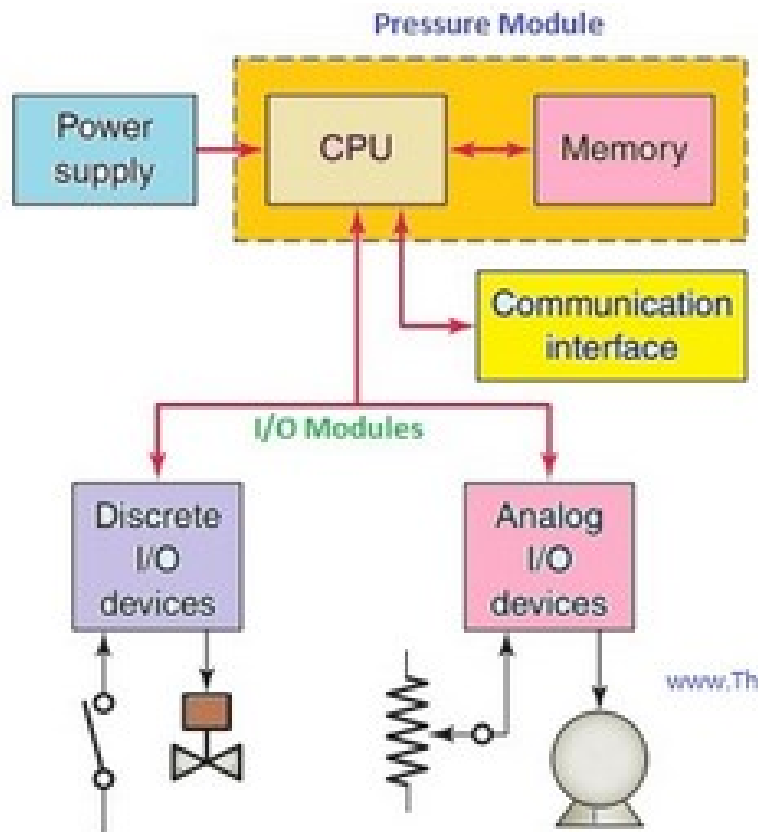 Pressure Module
Power
supply
CPU
Memory
Communication
interface
I/O Modules
Discrete
I/O
devices
Analog
I/O
devices
www.Th